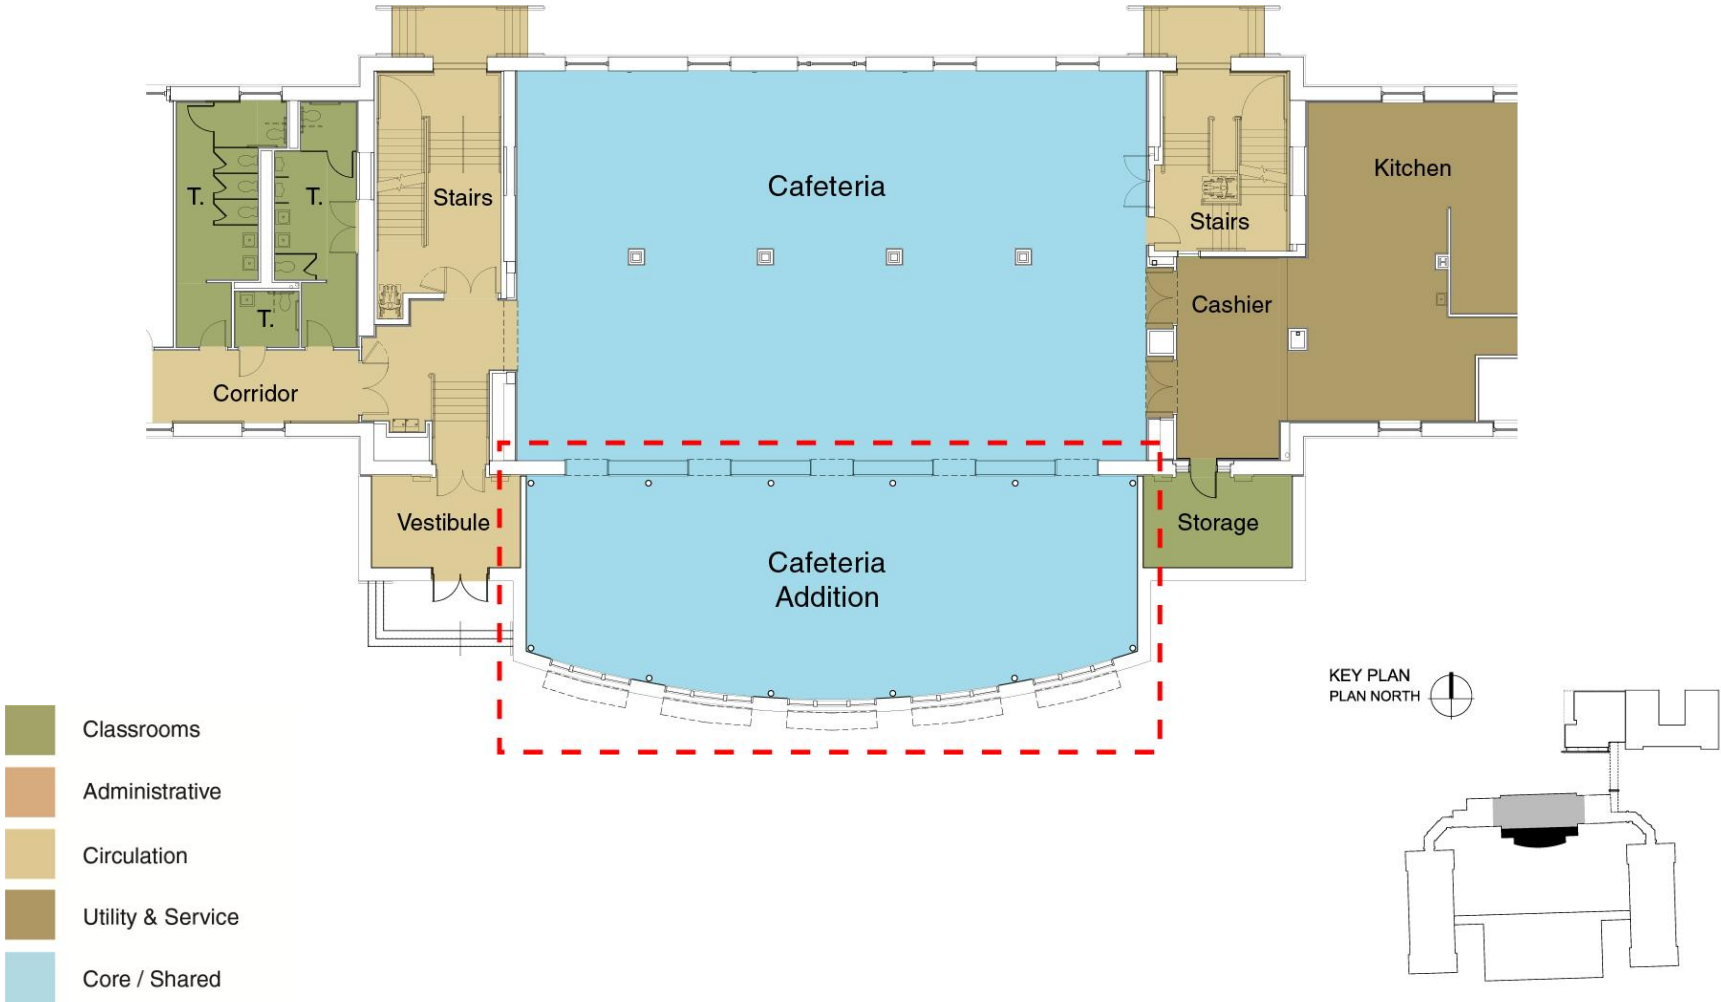 Cafeteria
Kitchen
T.
T.
Stairs
Stairs
Cashier
T.
Corridor
Vestibule
Storage
Cafeteria
Addition
KEY PLAN
PLAN NORTH
Classrooms
Administrative
Circulation
Utility & Service
Core / Shared